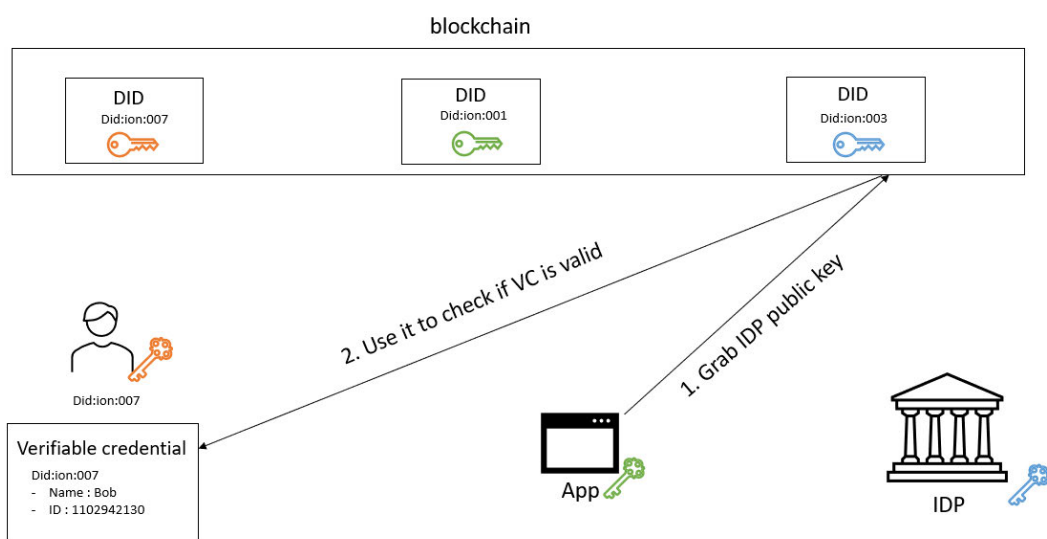 blockchain
DID
Did:ion:007
DID
Did:ion:001
DID
Did:ion:003
2. Use it to check if VC is valid
1. Grab IDP public key
Did:ion:007
Verifiable credential
Did:ion:007
- Name : Bob
- ID : 1102942130
App
IDP